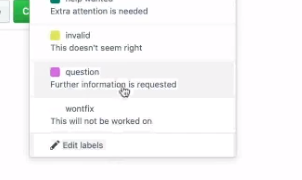 Extra attention is needed
invalid
This doesn't seem right
question
Further information is requested
wontfix
This will not be worked on
Edit labels